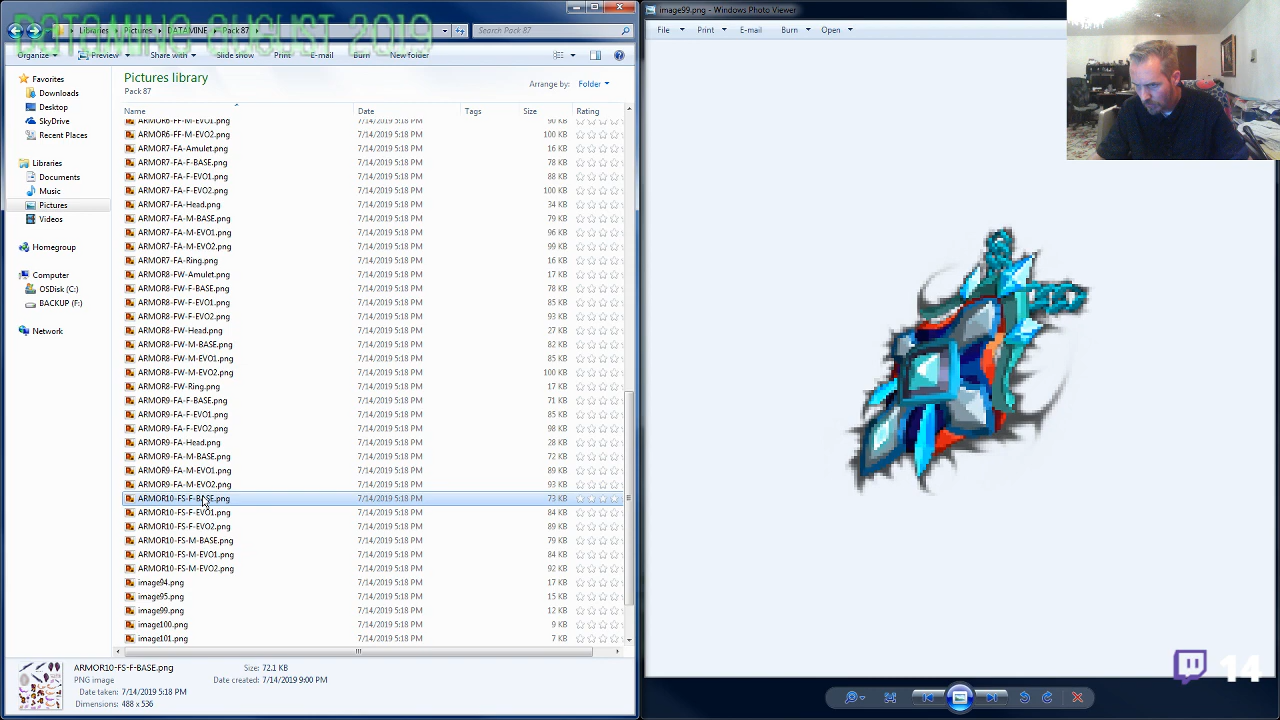 DATAMINE AUGUST 2019
Libraries Pictures DATAMINE Pack 87
Search Pack 87
Organize Preview Share with Slide show Print E-mail Burn New folder
Favorites
Downloads
Desktop
SkyDrive
Recent Places
Libraries
Documents
Music
Pictures
Videos
Homegroup
Computer
OSDisk (C:)
BACKUP (F:)
Network
Pictures library
Pack 87
Arrange by: Folder
Name Date Tags Size Rating
ARMOR6-FF-M-EVO1.png 7/14/2019 5:18 PM 90 KB
ARMOR6-FF-M-EVO2.png 7/14/2019 5:18 PM 100 KB
ARMOR7-FA-Amulet.png 7/14/2019 5:18 PM 16 KB
ARMOR7-FA-F-BASE.png 7/14/2019 5:18 PM 78 KB
ARMOR7-FA-F-EVO1.png 7/14/2019 5:18 PM 88 KB
ARMOR7-FA-F-EVO2.png 7/14/2019 5:18 PM 100 KB
ARMOR7-FA-Head.png 7/14/2019 5:18 PM 34 KB
ARMOR7-FA-M-BASE.png 7/14/2019 5:18 PM 79 KB
ARMOR7-FA-M-EVO1.png 7/14/2019 5:18 PM 96 KB
ARMOR7-FA-M-EVO2.png 7/14/2019 5:18 PM 99 KB
ARMOR7-FA-Ring.png 7/14/2019 5:18 PM 16 KB
ARMOR8-FW-Amulet.png 7/14/2019 5:18 PM 17 KB
ARMOR8-FW-F-BASE.png 7/14/2019 5:18 PM 78 KB
ARMOR8-FW-F-EVO1.png 7/14/2019 5:18 PM 85 KB
ARMOR8-FW-F-EVO2.png 7/14/2019 5:18 PM 93 KB
ARMOR8-FW-Head.png 7/14/2019 5:18 PM 27 KB
ARMOR8-FW-M-BASE.png 7/14/2019 5:18 PM 82 KB
ARMOR8-FW-M-EVO1.png 7/14/2019 5:18 PM 85 KB
ARMOR8-FW-M-EVO2.png 7/14/2019 5:18 PM 100 KB
ARMOR8-FW-Ring.png 7/14/2019 5:18 PM 17 KB
ARMOR9-FA-F-BASE.png 7/14/2019 5:18 PM 71 KB
ARMOR9-FA-F-EVO1.png 7/14/2019 5:18 PM 85 KB
ARMOR9-FA-F-EVO2.png 7/14/2019 5:18 PM 98 KB
ARMOR9-FA-Head.png 7/14/2019 5:18 PM 42 KB
ARMOR9-FA-M-BASE.png 7/14/2019 5:18 PM 72 KB
ARMOR9-FA-M-EVO1.png 7/14/2019 5:18 PM 89 KB
ARMOR9-FA-M-EVO2.png 7/14/2019 5:18 PM 93 KB
ARMOR10-FS-F-BASE.png 7/14/2019 5:18 PM 73 KB
ARMOR10-FS-F-EVO1.png 7/14/2019 5:18 PM 84 KB
ARMOR10-FS-F-EVO2.png 7/14/2019 5:18 PM 89 KB
ARMOR10-FS-M-BASE.png 7/14/2019 5:18 PM 79 KB
ARMOR10-FS-M-EVO1.png 7/14/2019 5:18 PM 84 KB
ARMOR10-FS-M-EVO2.png 7/14/2019 5:18 PM 92 KB
image94.png 7/14/2019 5:18 PM 17 KB
image95.png 7/14/2019 5:18 PM 15 KB
image99.png 7/14/2019 5:18 PM 12 KB
image100.png 7/14/2019 5:18 PM 9 KB
image101.png 7/14/2019 5:18 PM 7 KB
ARMOR10-FS-F-BASE.png Size: 72.1 KB
PNG image Date created: 7/14/2019 9:00 PM
Date taken: 7/14/2019 5:18 PM
Dimensions: 488 x 536
image99.png - Windows Photo Viewer
File Print E-mail Burn Open
14